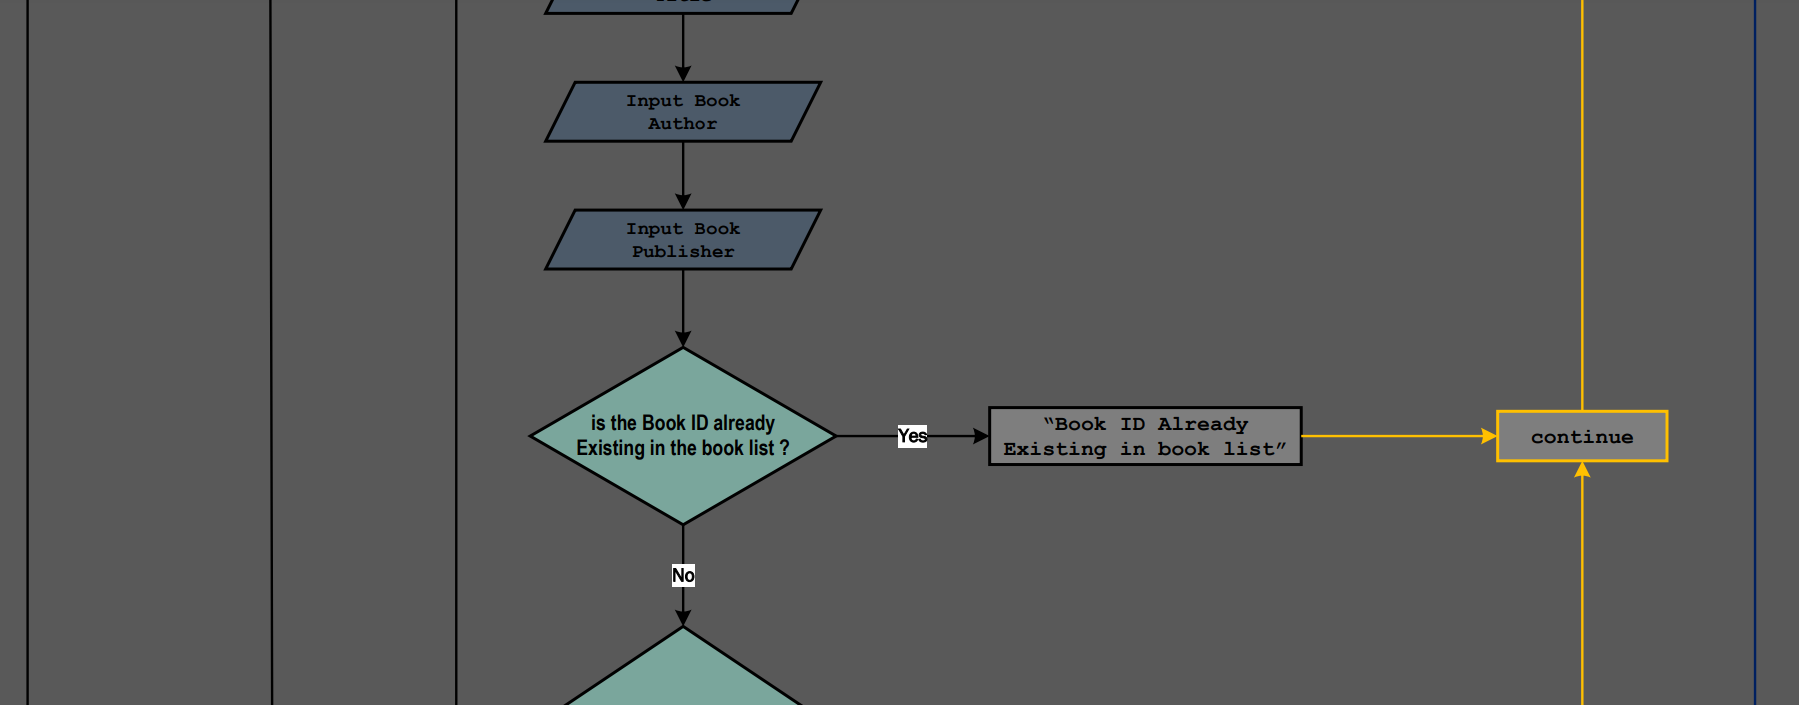 Input Book
Author
Input Book
Publisher
is the Book ID already
Existing in the book list ?
Yes
“Book ID Already
Existing in book list”
continue
No